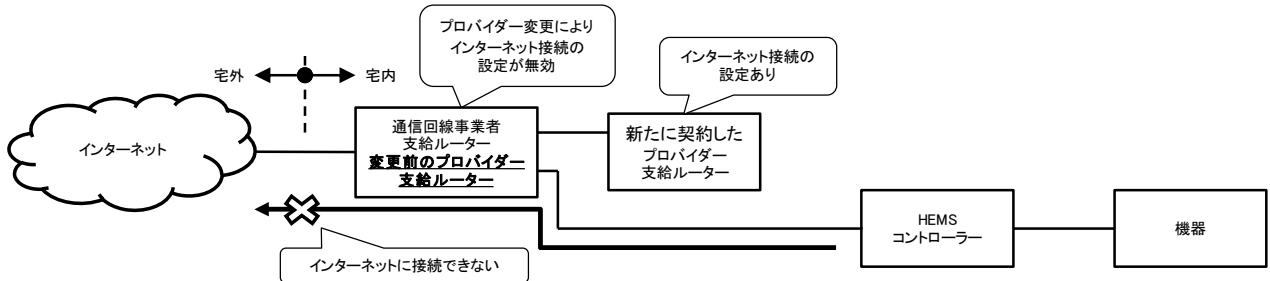 プロバイダー変更により
インターネット接続の
設定が無効
インターネット接続の
設定あり
宅外
宅内
インターネット
通信回線事業者
支給ルーター
変更前のプロバイダー
支給ルーター
新たに契約した
プロバイダー
支給ルーター
HEMS
コントローラー
機器
インターネットに接続できない